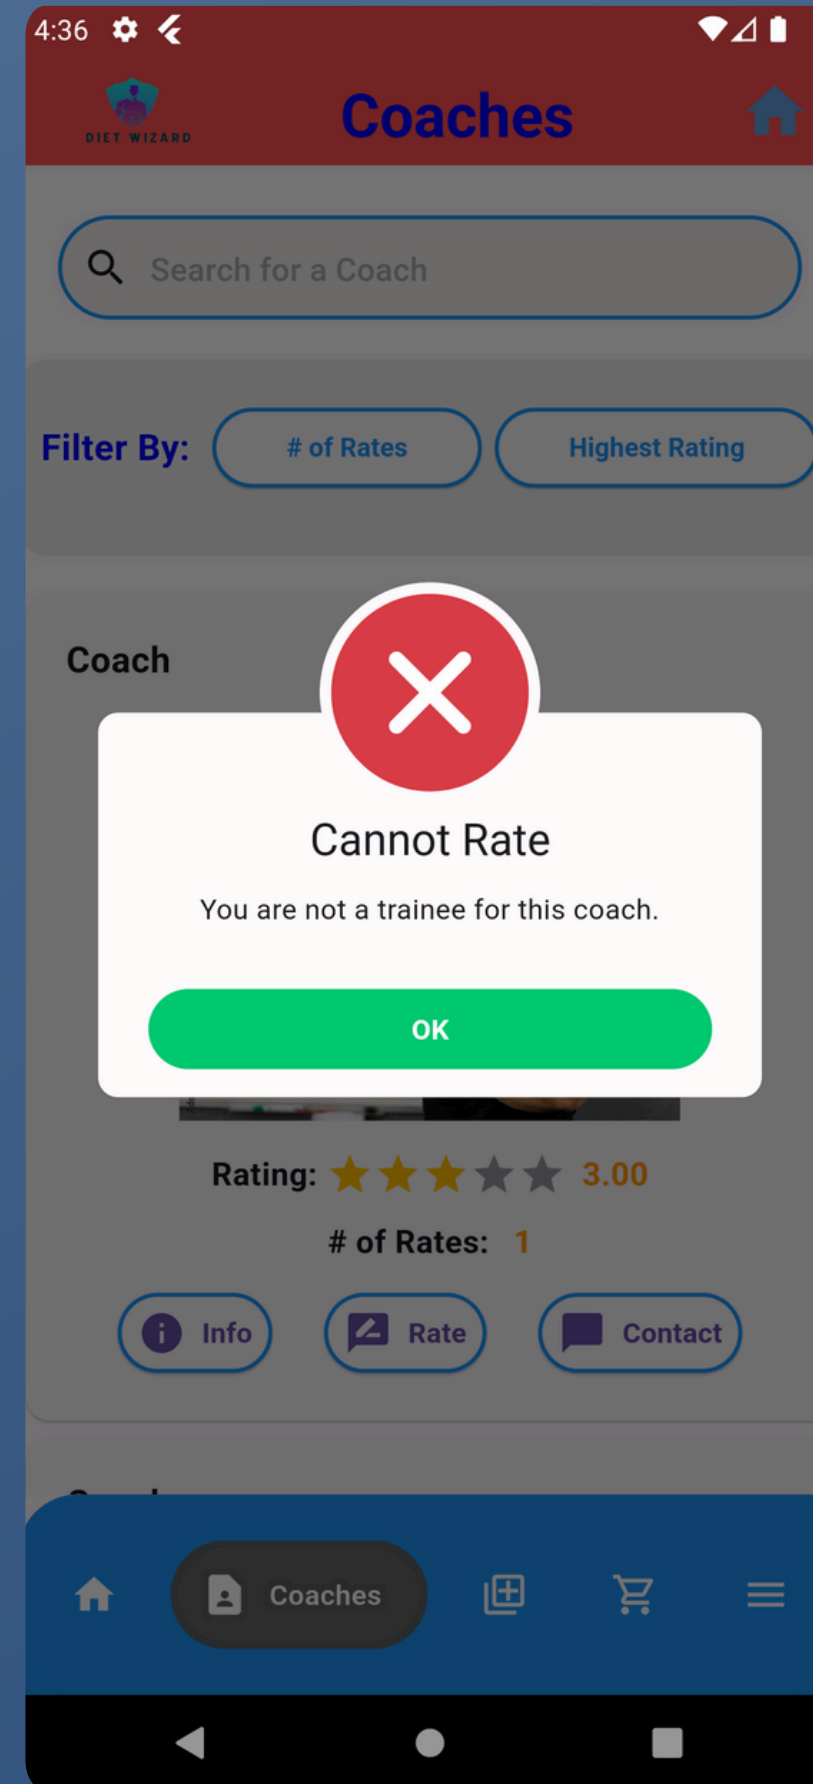 4:36
DIET WIZARD
Coaches
Search for a Coach
Filter By: # of Rates Highest Rating
Coach
Cannot Rate
You are not a trainee for this coach.
OK
Rating: 3.00
# of Rates: 1
Info Rate Contact
Coaches